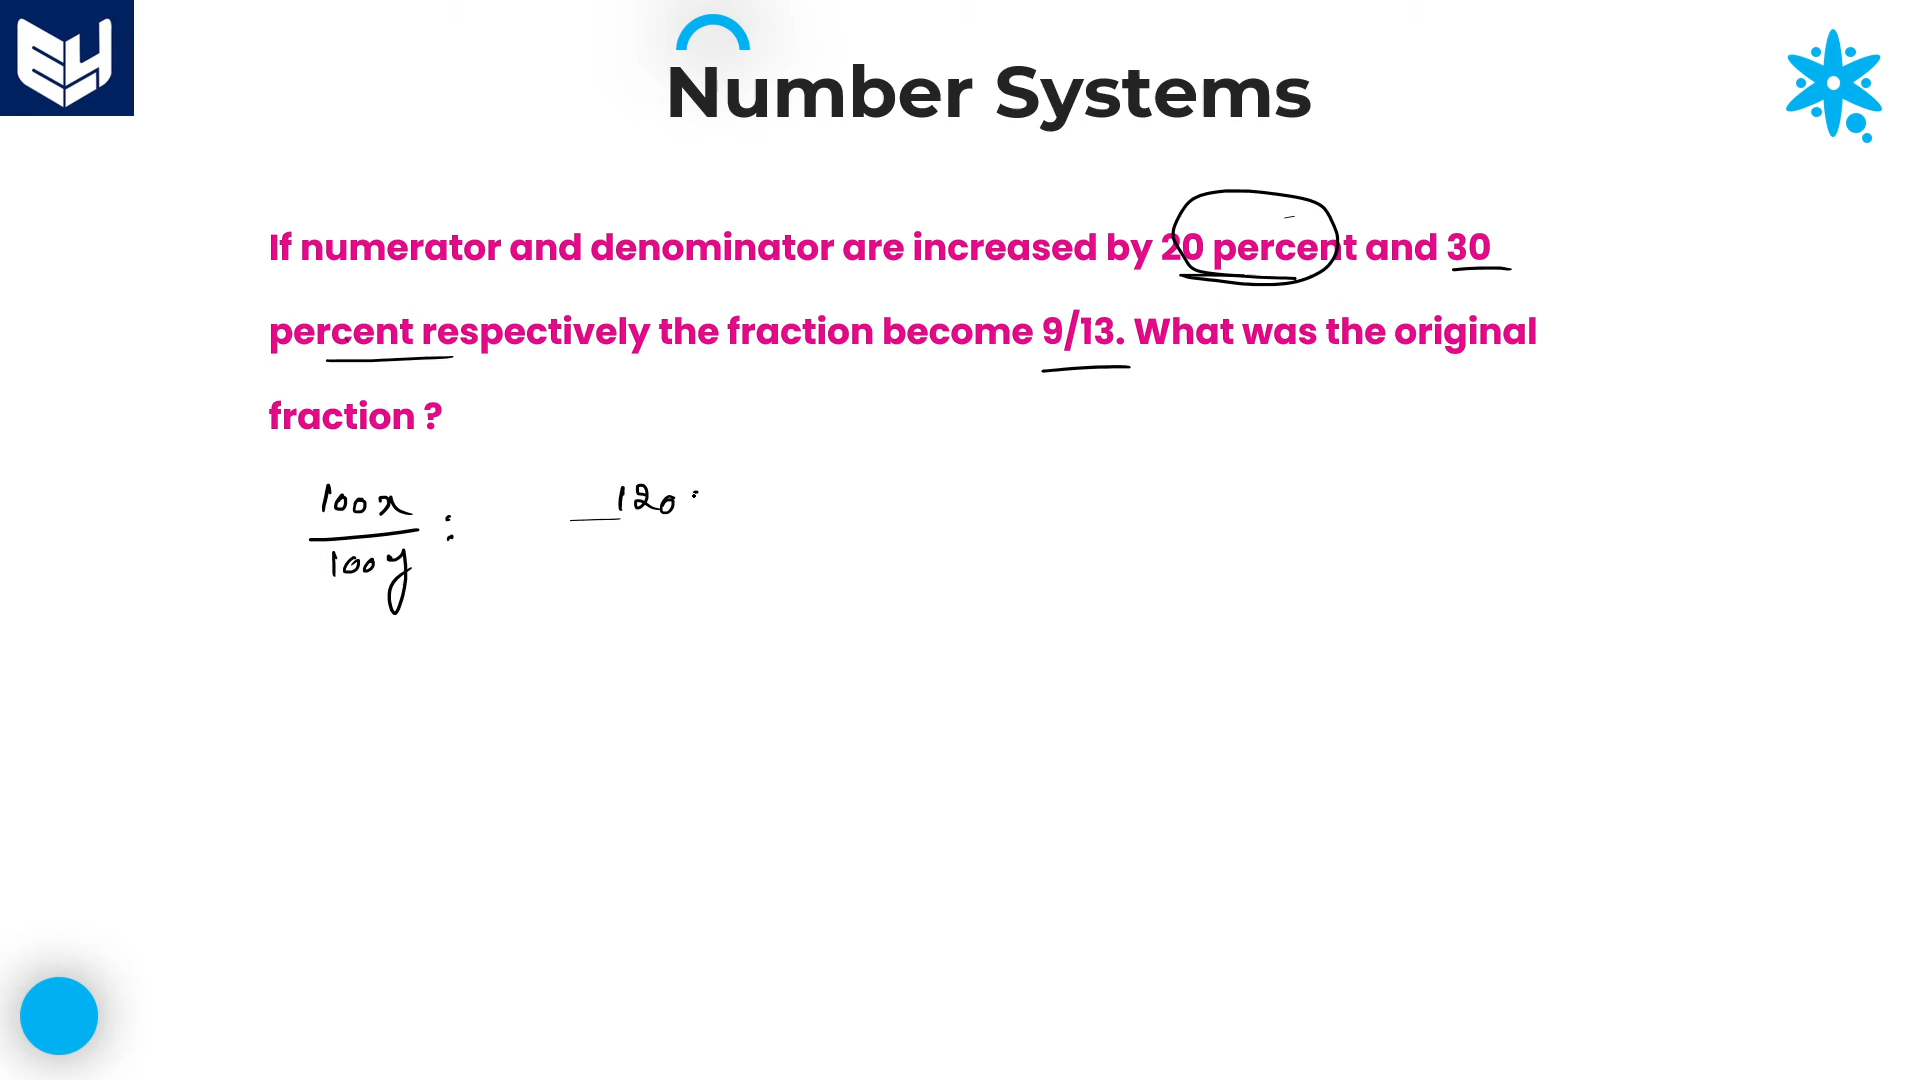 Number Systems
If numerator and denominator are increased by 20 percent and 30
percent respectively the fraction become 9/13. What was the original
fraction ?
100x
100y
120